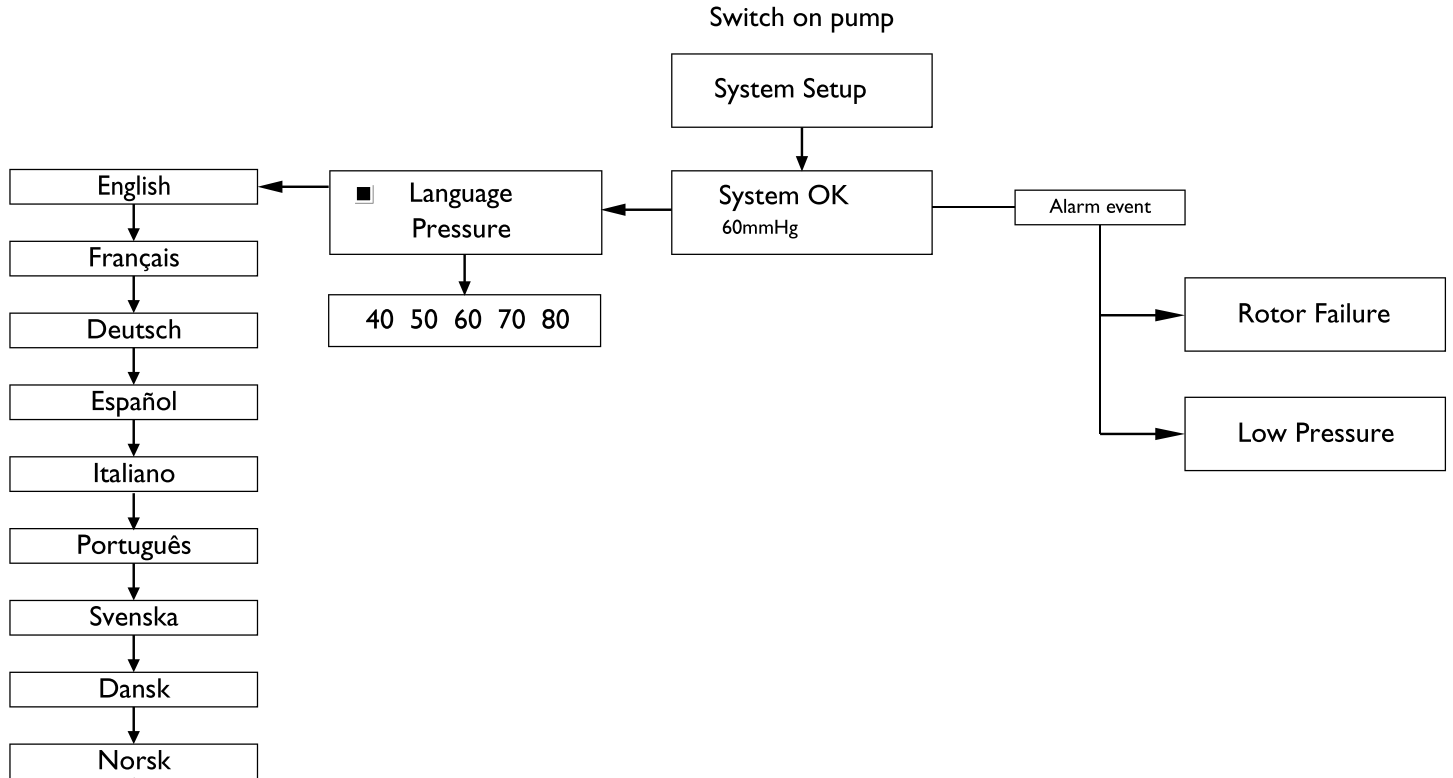 Switch on pump
System Setup
System OK
60mmHg
Alarm event
Rotor Failure
Low Pressure
Language
Pressure
40 50 60 70 80
English
Français
Deutsch
Español
Italiano
Português
Svenska
Dansk
Norsk